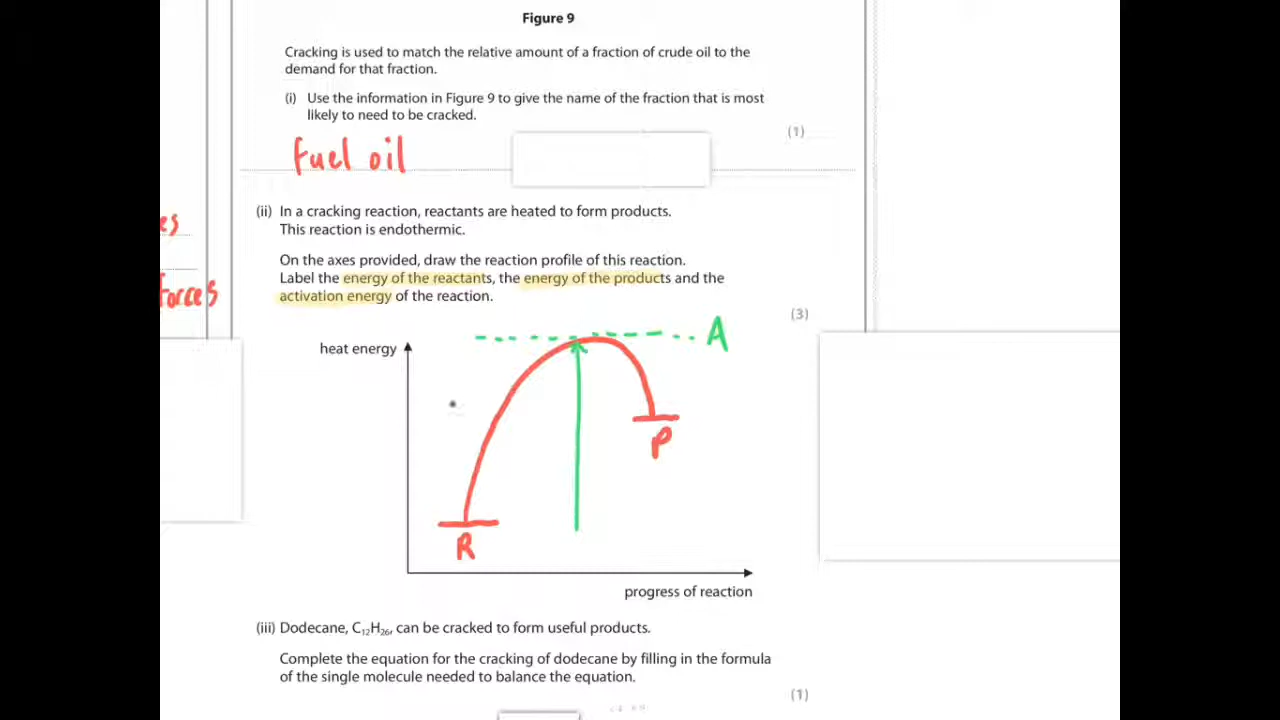 Figure 9
Cracking is used to match the relative amount of a fraction of crude oil to the
demand for that fraction.
(i) Use the information in Figure 9 to give the name of the fraction that is most
likely to need to be cracked.
(1)
fuel oil
(ii) In a cracking reaction, reactants are heated to form products.
This reaction is endothermic.
es
On the axes provided, draw the reaction profile of this reaction.
Label the energy of the reactants, the energy of the products and the
activation energy of the reaction.
forces
(3)
A
heat energy
P
R
progress of reaction
(iii) Dodecane, C₁₂H₂₆, can be cracked to form useful products.
Complete the equation for the cracking of dodecane by filling in the formula
of the single molecule needed to balance the equation.
(1)